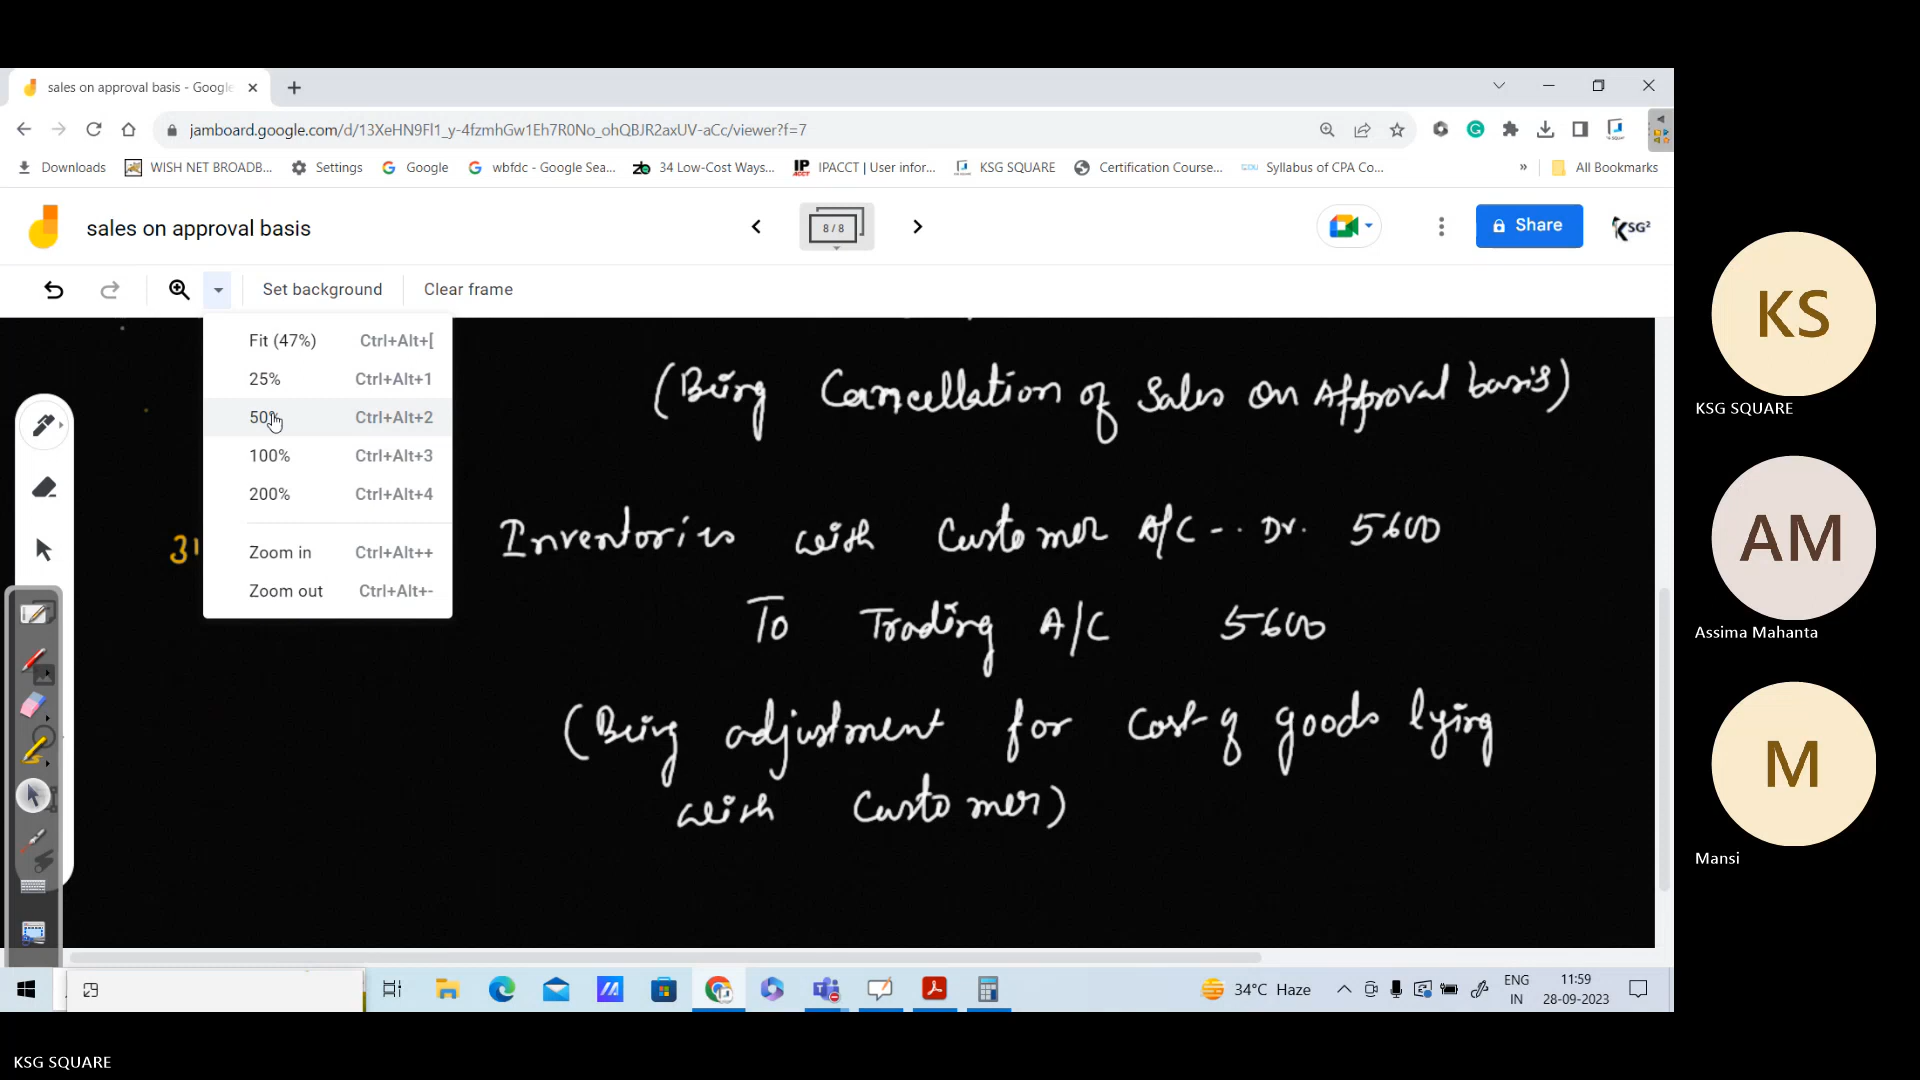 sales on approval basis - Google
jamboard.google.com/d/13XeHN9Fl1_y-4fzmhGw1Eh7R0No_ohQBJR2axUV-aCc/viewer?f=7
Downloads WISH NET BROADB... Settings Google wbfdc - Google Sea... 34 Low-Cost Ways... IPACCT | User infor... KSG SQUARE Certification Course... Syllabus of CPA Co... » All Bookmarks
sales on approval basis
8 / 8
Share
KSG²
Set background
Clear frame
Fit (47%) Ctrl+Alt+[
25% Ctrl+Alt+1
50% Ctrl+Alt+2
100% Ctrl+Alt+3
200% Ctrl+Alt+4
Zoom in Ctrl+Alt++
Zoom out Ctrl+Alt+-
(Being Cancellation of Sales On Approval basis)
31
Inventories with Customer A/C -.. Dr. 5600
To Trading A/C 5600
(Being adjustment for Cost of goods lying
with Customer)
KS
KSG SQUARE
AM
Assima Mahanta
M
Mansi
34°C Haze
ENG
IN
11:59
28-09-2023
KSG SQUARE